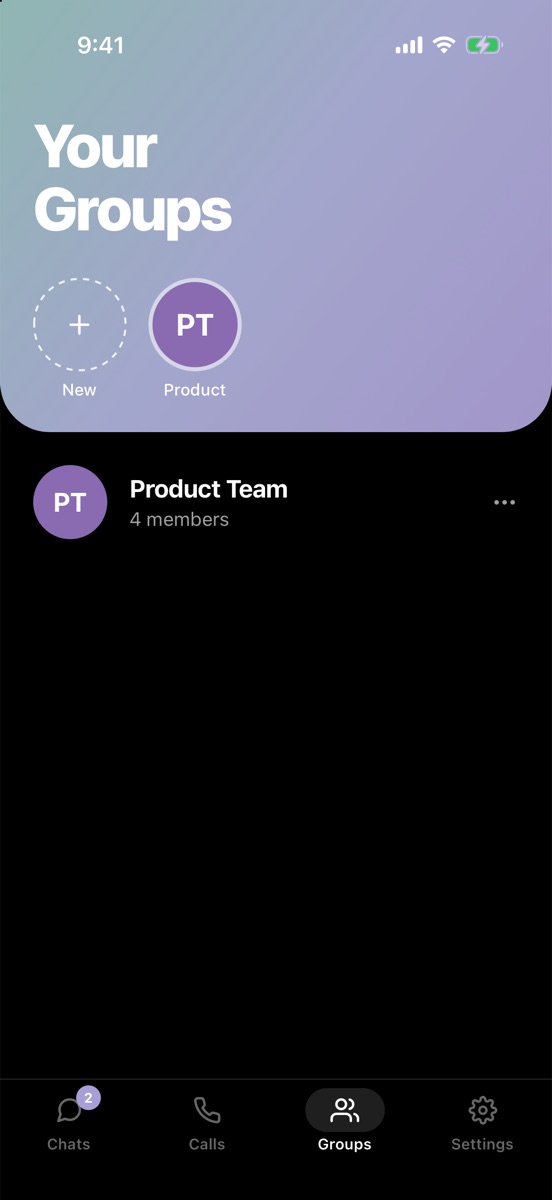 9:41
Your
Groups
PT
New
Product
PT
Product Team
4 members
2
Chats
Calls
Groups
Settings